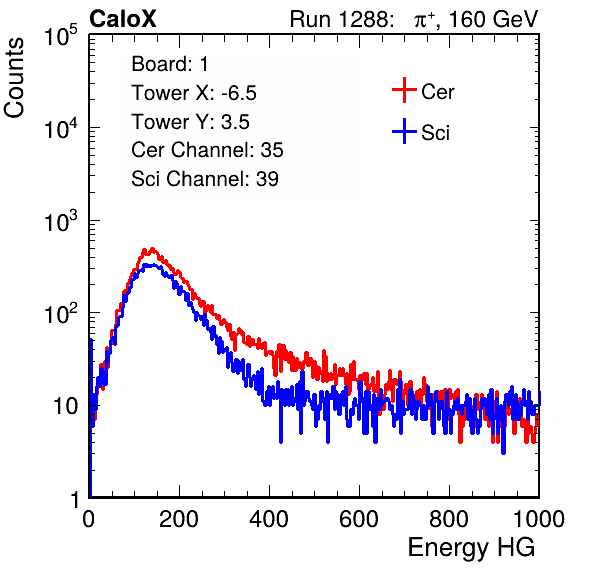 CaloX Run 1288: π⁺, 160 GeV
Counts
10⁵
10⁴
10³
10²
10
1
Board: 1
Tower X: -6.5
Tower Y: 3.5
Cer Channel: 35
Sci Channel: 39
Cer
Sci
0 200 400 600 800 1000
Energy HG